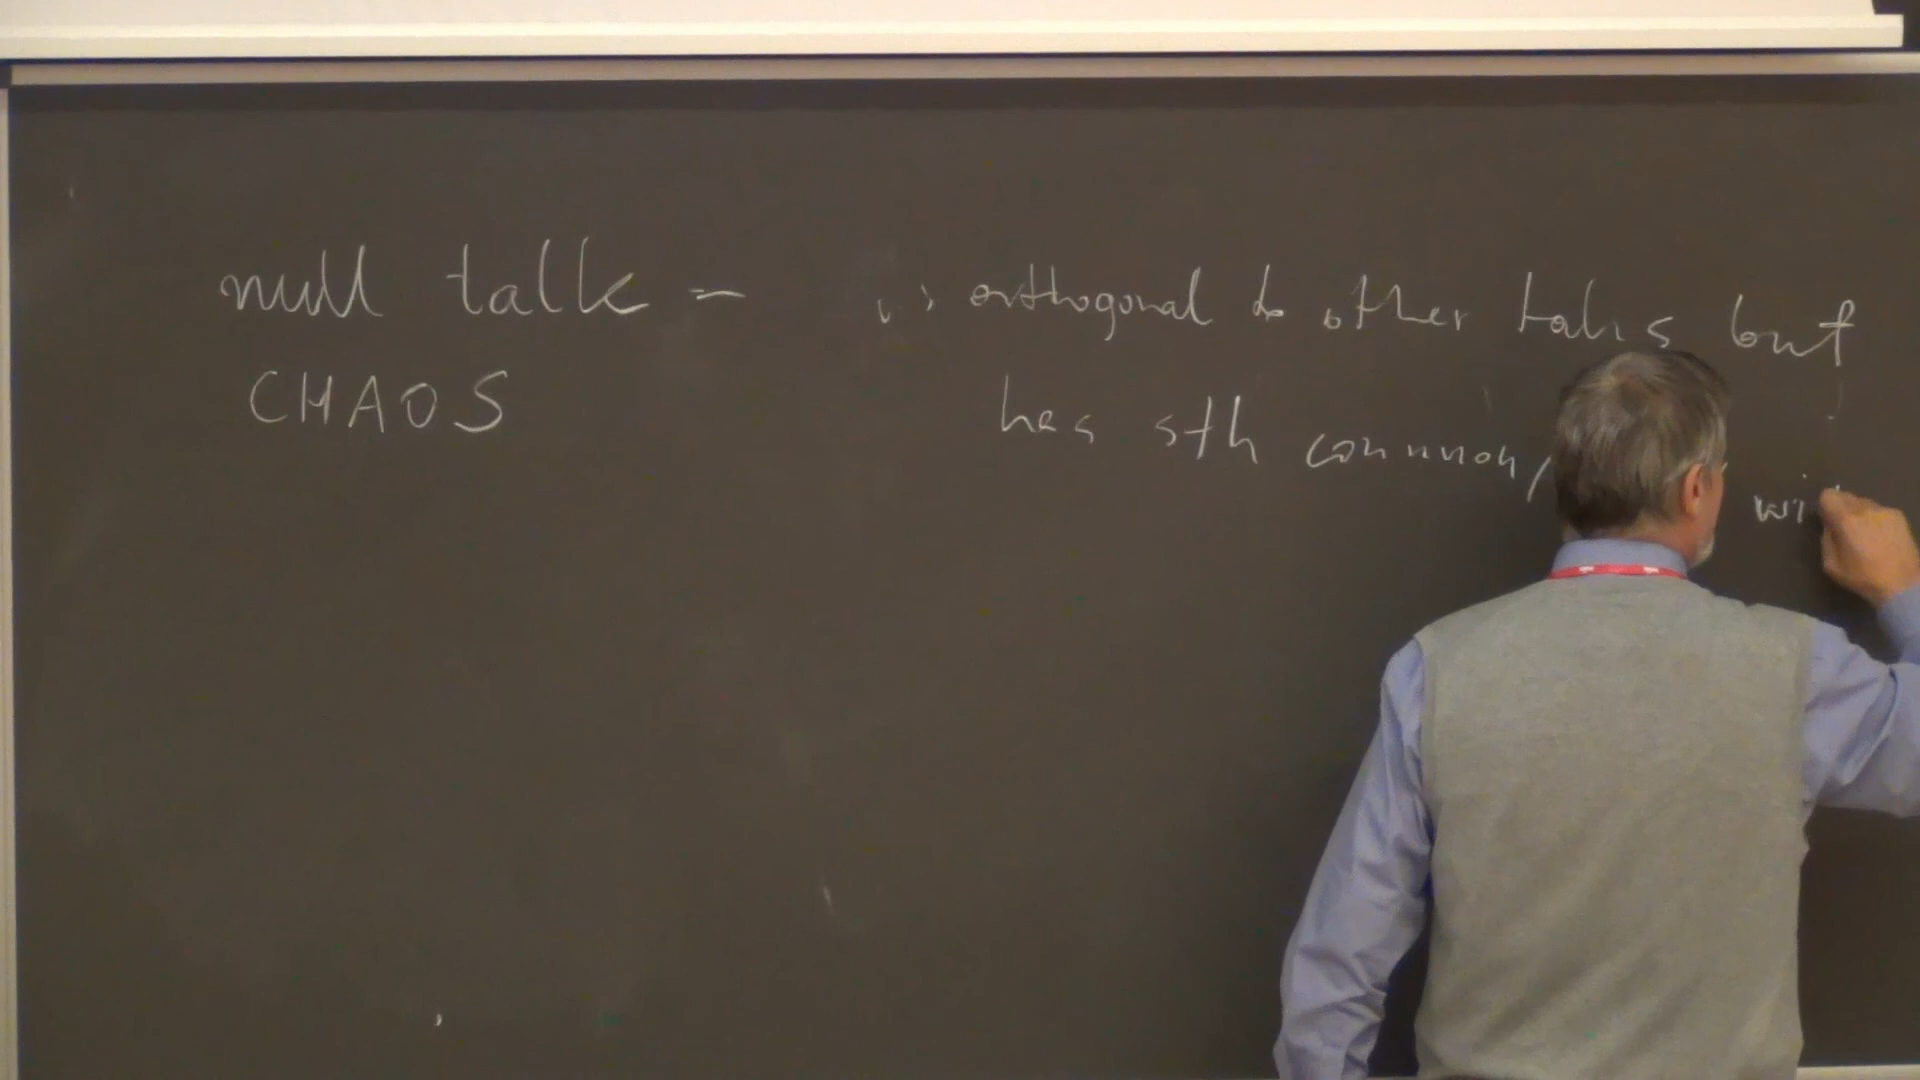 null talk - is orthogonal to other talks but
CHAOS has sth common, wi